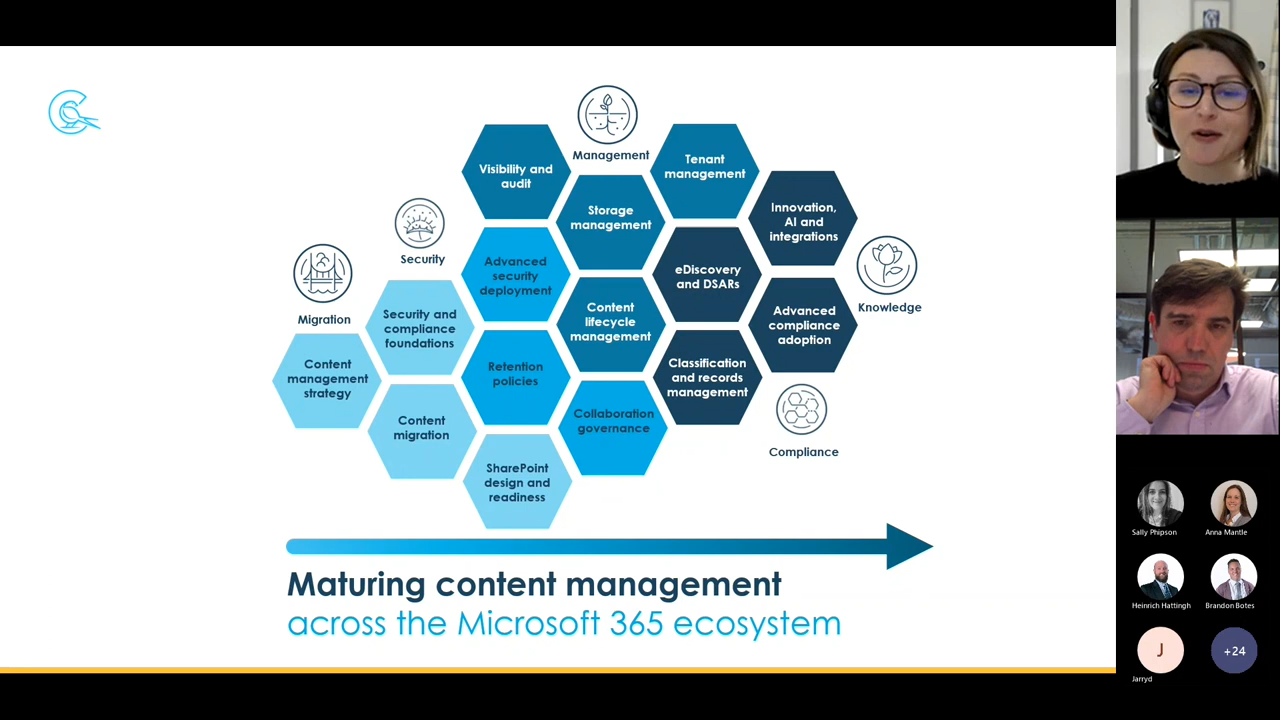 Management
Visibility and
audit
Tenant
management
Storage
management
Innovation,
AI and
integrations
Security
Advanced
security
deployment
eDiscovery
and DSARs
Knowledge
Migration
Security and
compliance
foundations
Content
lifecycle
management
Advanced
compliance
adoption
Content
management
strategy
Retention
policies
Classification
and records
management
Content
migration
Collaboration
governance
Compliance
SharePoint
design and
readiness
Maturing content management
across the Microsoft 365 ecosystem
Sally Phipson
Anna Mantle
Heinrich Hattingh
Brandon Botes
J
Jarryd
+24